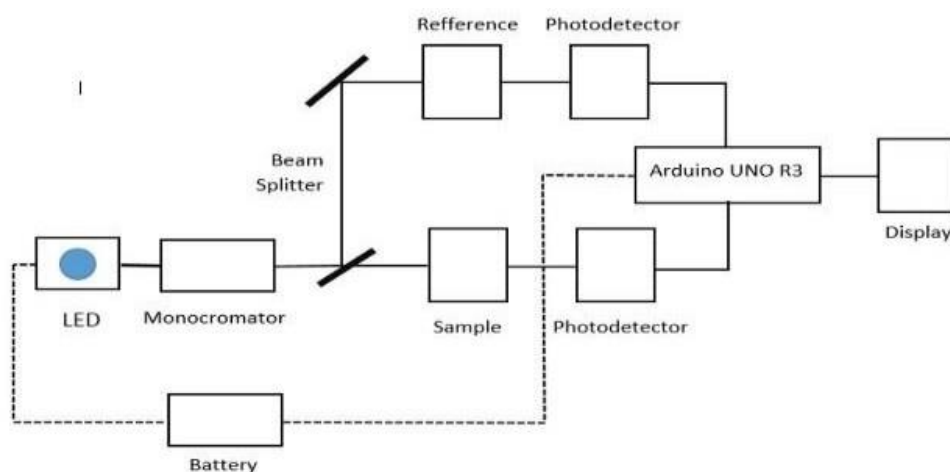 Refference
Photodetector
Beam
Splitter
Arduino UNO R3
Display
LED
Monocromator
Sample
Photodetector
Battery